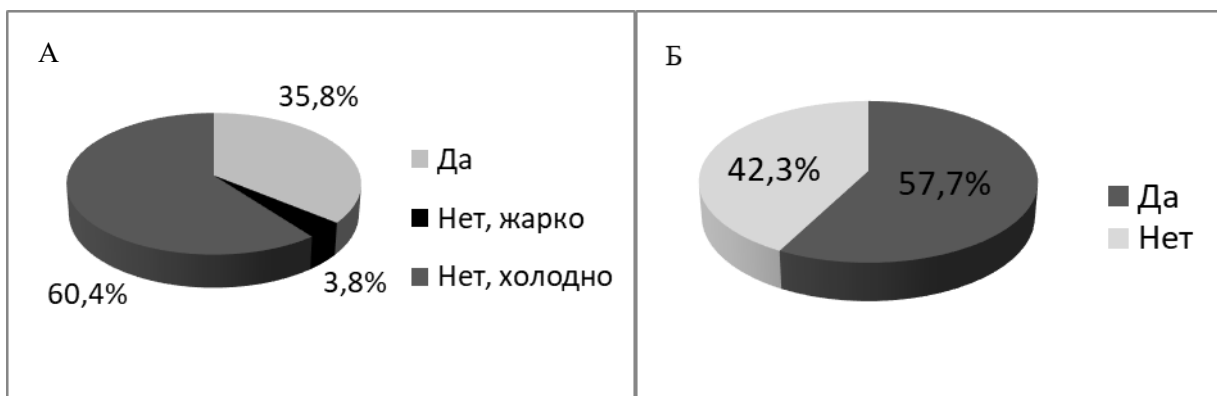 А
35,8%
Да
Нет, жарко
Нет, холодно
3,8%
60,4%
Б
42,3%
57,7%
Да
Нет